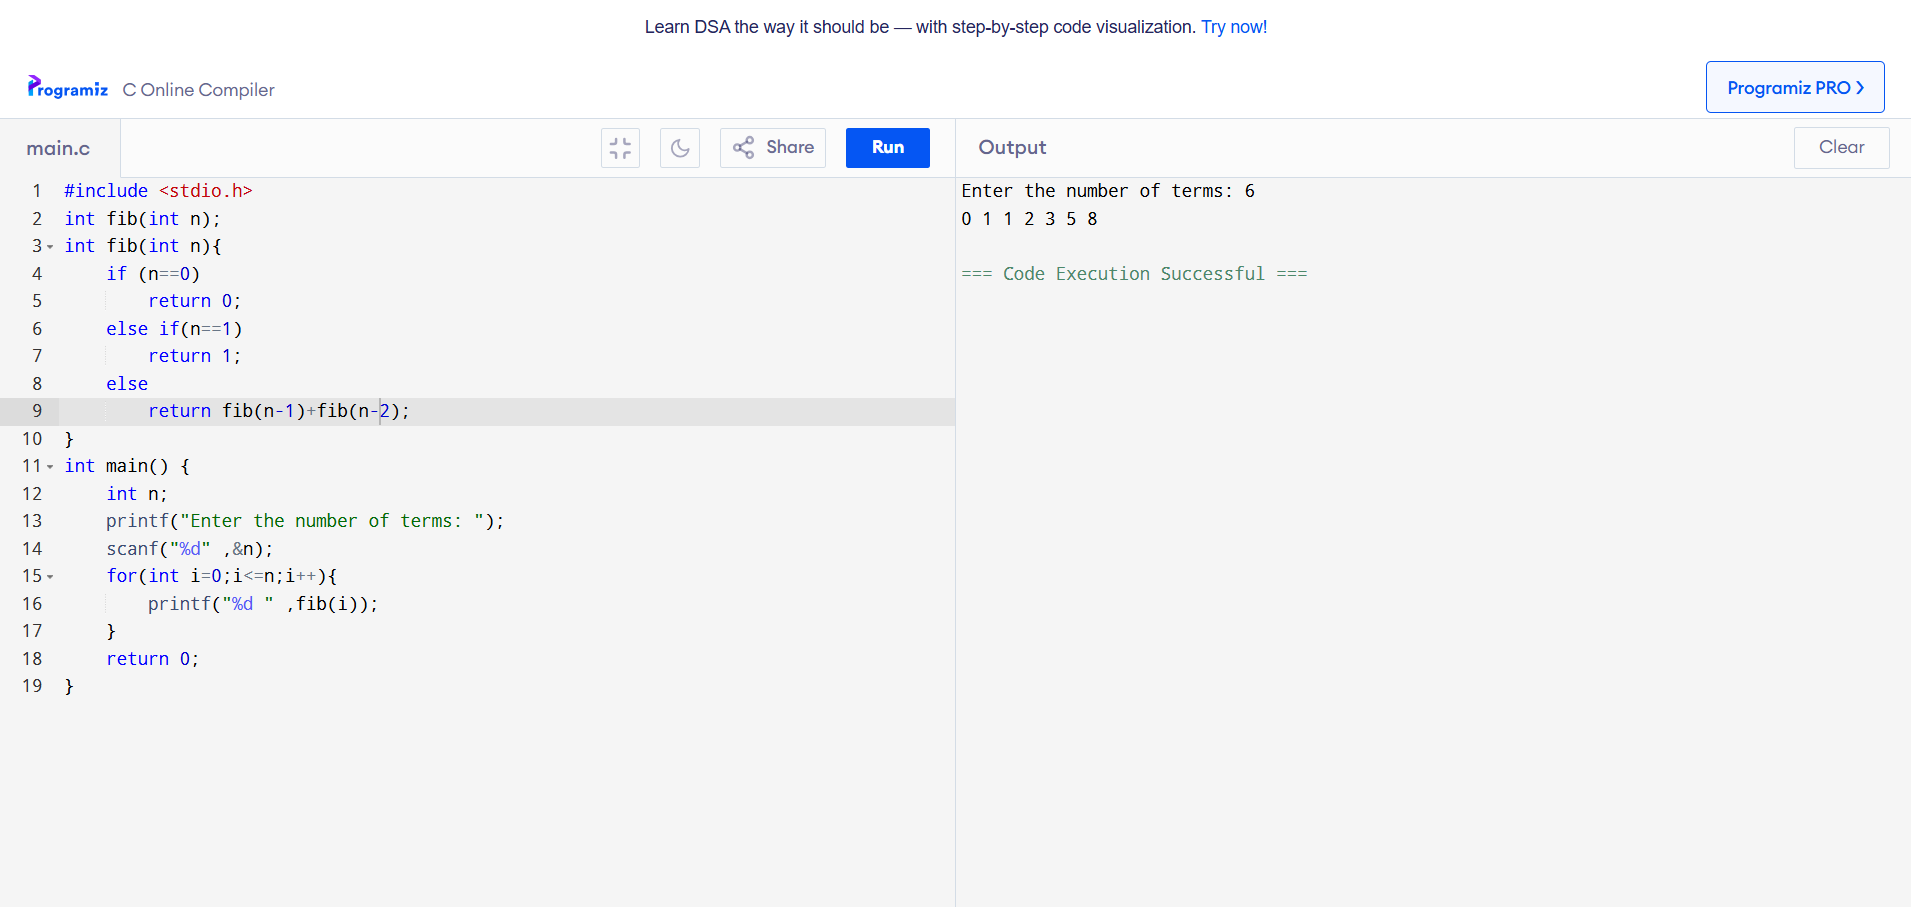 Learn DSA the way it should be — with step-by-step code visualization. Try now!
Programiz C Online Compiler
Programiz PRO
main.c
Share
Run
Output
Clear
1 #include <stdio.h>
2 int fib(int n);
3 int fib(int n){
4     if (n==0)
5         return 0;
6     else if(n==1)
7         return 1;
8     else
9         return fib(n-1)+fib(n-2);
10 }
11 int main() {
12     int n;
13     printf("Enter the number of terms: ");
14     scanf("%d" ,&n);
15     for(int i=0;i<=n;i++){
16         printf("%d " ,fib(i));
17     }
18     return 0;
19 }
Enter the number of terms: 6
0 1 1 2 3 5 8
=== Code Execution Successful ===